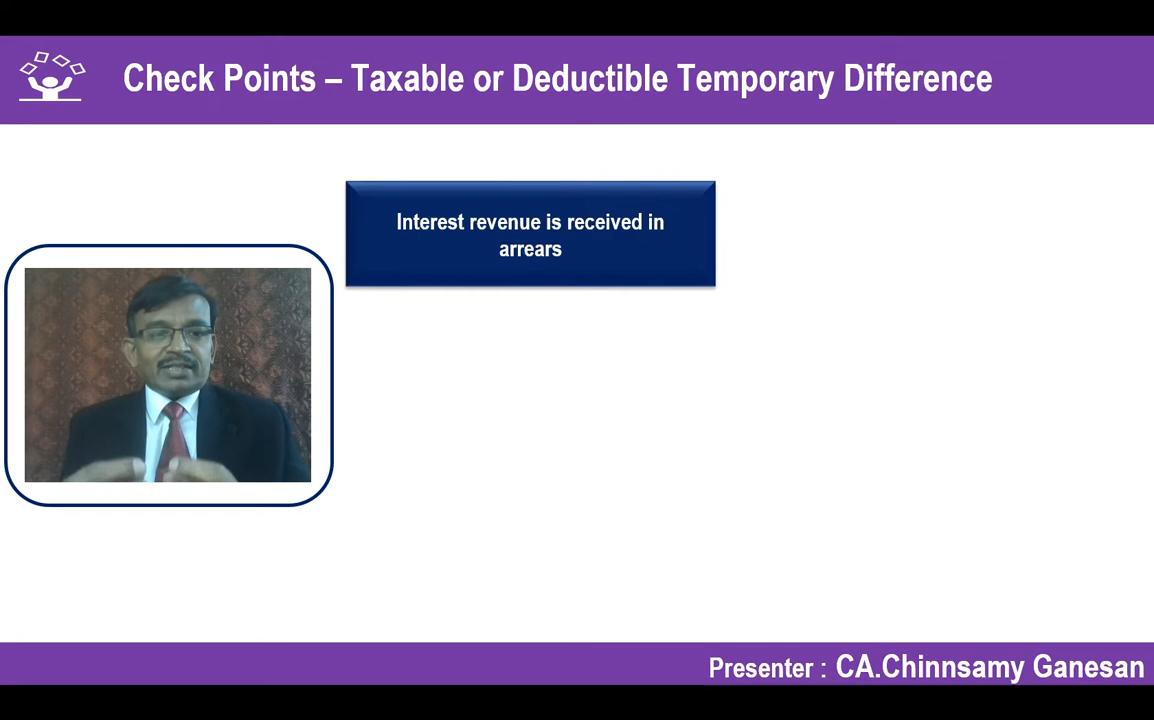 Check Points – Taxable or Deductible Temporary Difference
Interest revenue is received in
arrears
Presenter : CA.Chinnsamy Ganesan